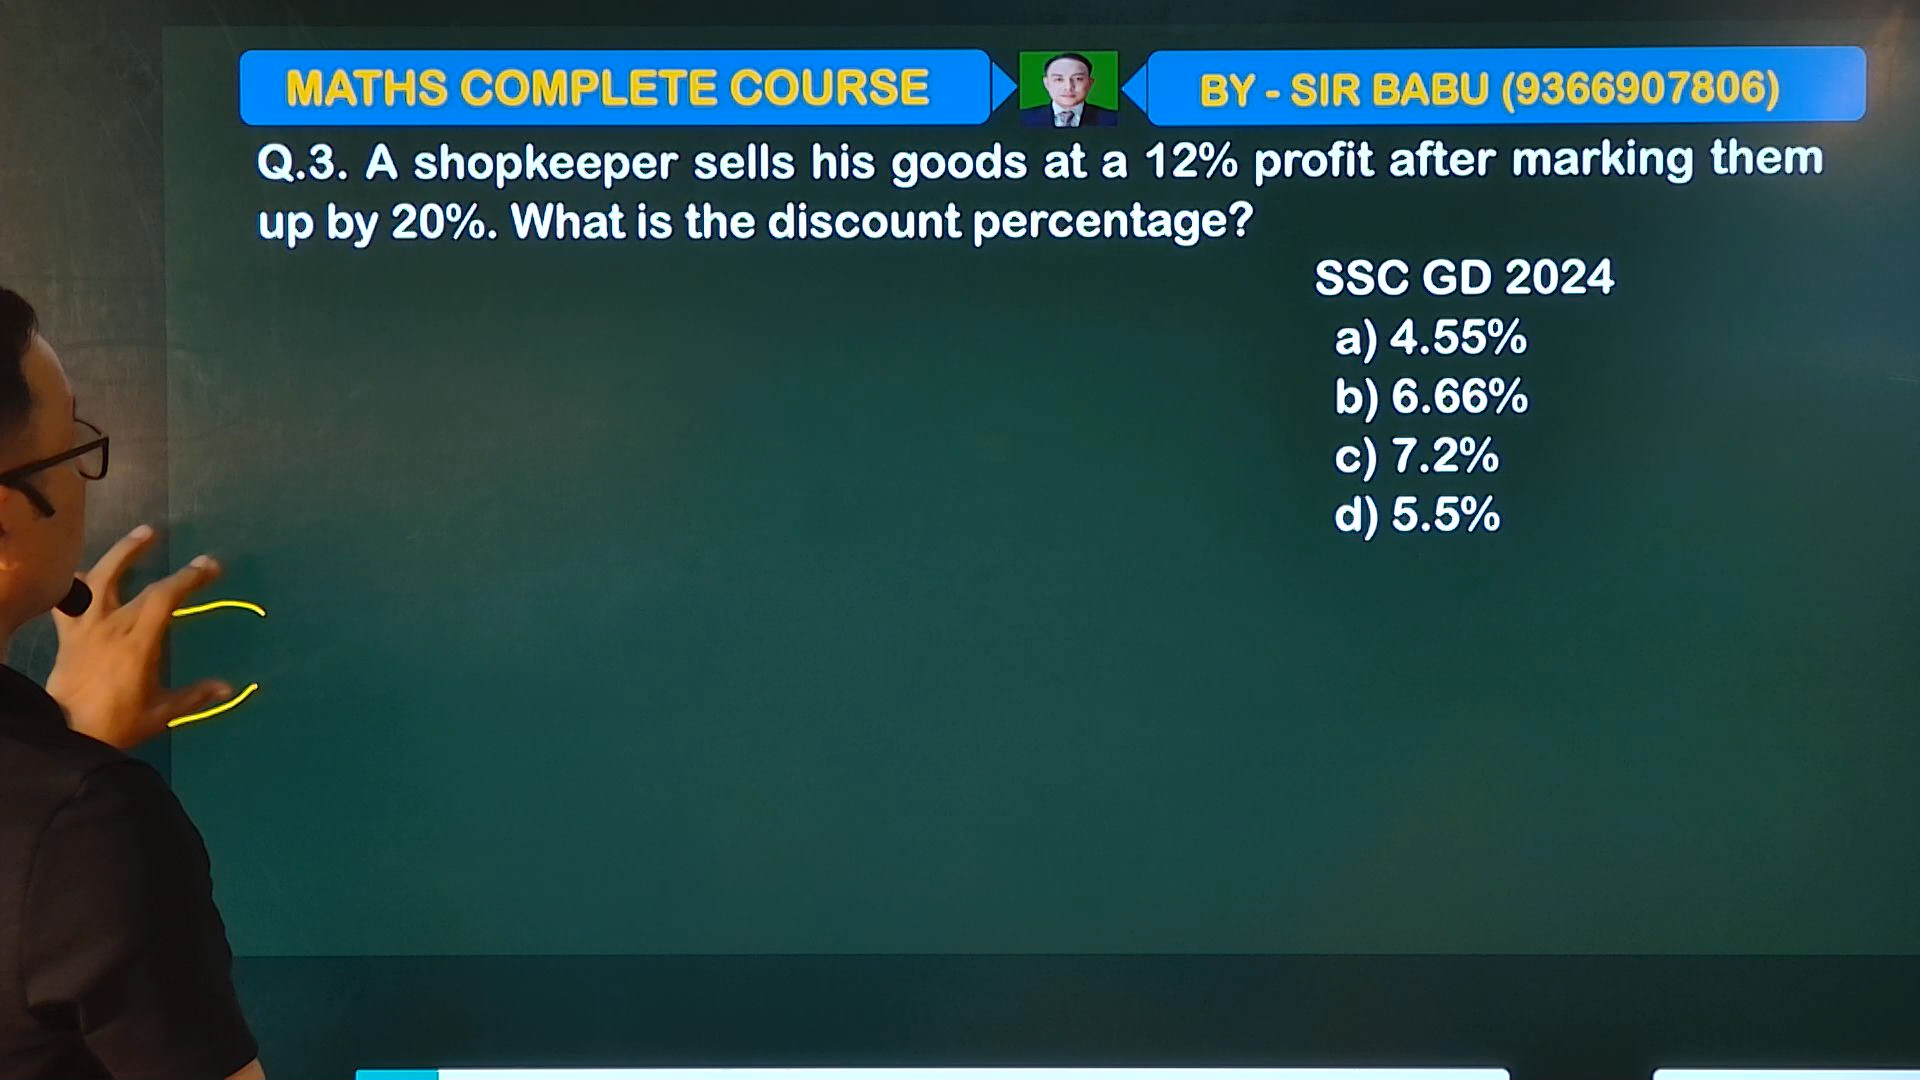 MATHS COMPLETE COURSE
BY - SIR BABU (9366907806)
Q.3. A shopkeeper sells his goods at a 12% profit after marking them
up by 20%. What is the discount percentage?
SSC GD 2024
a) 4.55%
b) 6.66%
c) 7.2%
d) 5.5%